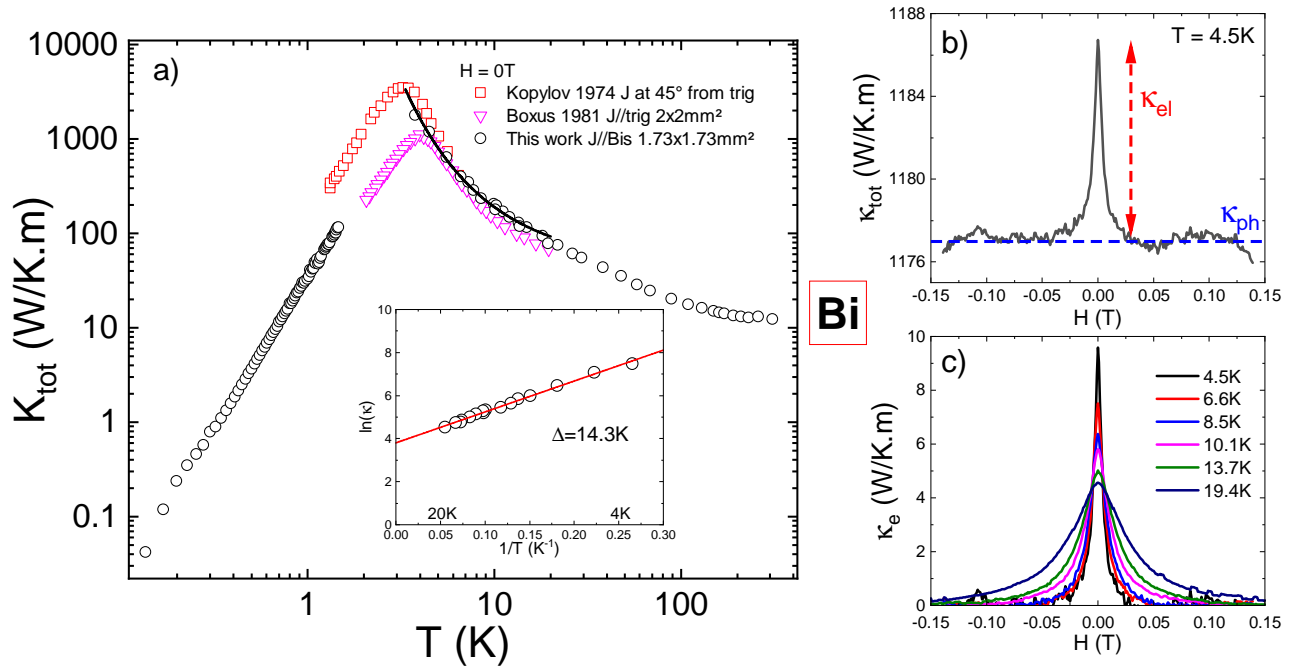 a)
H = 0T
Kopylov 1974 J at 45° from trig
Boxus 1981 J//trig 2x2mm²
This work J//Bis 1.73x1.73mm²
10000
1000
100
10
1
0.1
K_tot (W/K.m)
1
10
100
T (K)
10
8
6
4
2
0
ln(κ)
Δ=14.3K
20K
4K
0.00
0.05
0.10
0.15
0.20
0.25
0.30
1/T (K⁻¹)
Bi
b)
T = 4.5K
1188
1184
1180
1176
κ_tot (W/K.m)
κ_el
κ_ph
-0.15
-0.10
-0.05
0.00
0.05
0.10
0.15
H (T)
c)
4.5K
6.6K
8.5K
10.1K
13.7K
19.4K
10
8
6
4
2
0
κ_e (W/K.m)
-0.15
-0.10
-0.05
0.00
0.05
0.10
0.15
H (T)